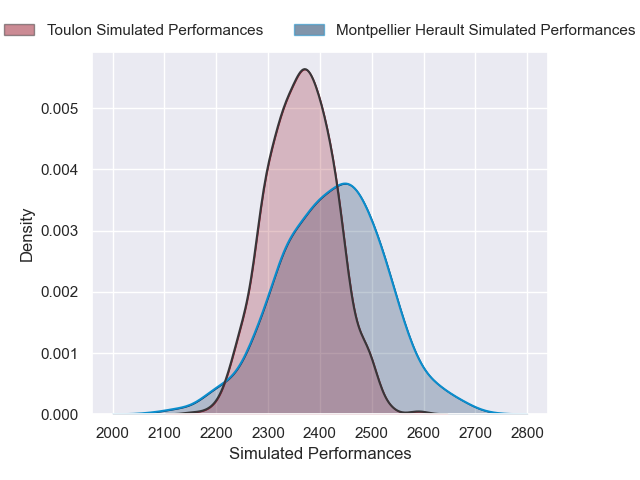 Toulon Simulated Performances
Montpellier Herault Simulated Performances
0.005
0.004
0.003
0.002
0.001
0.000
Density
2000 2100 2200 2300 2400 2500 2600 2700 2800
Simulated Performances